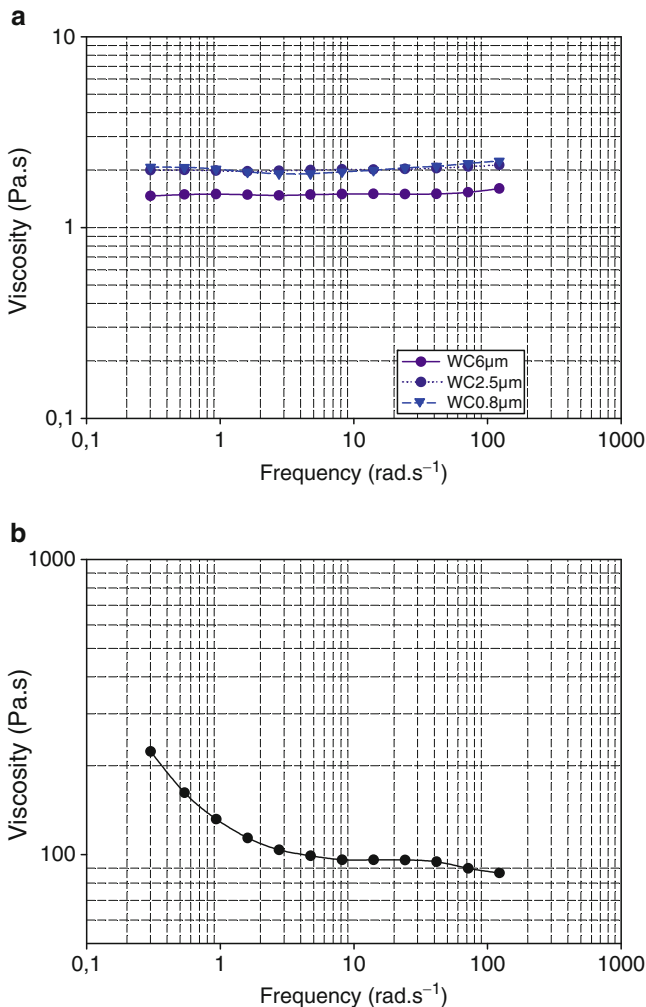 a
10
1
0,1
Viscosity (Pa.s)
WC6μm
WC2.5μm
WC0.8μm
0,1 1 10 100 1000
Frequency (rad.s⁻¹)
b
1000
100
Viscosity (Pa.s)
0,1 1 10 100 1000
Frequency (rad.s⁻¹)